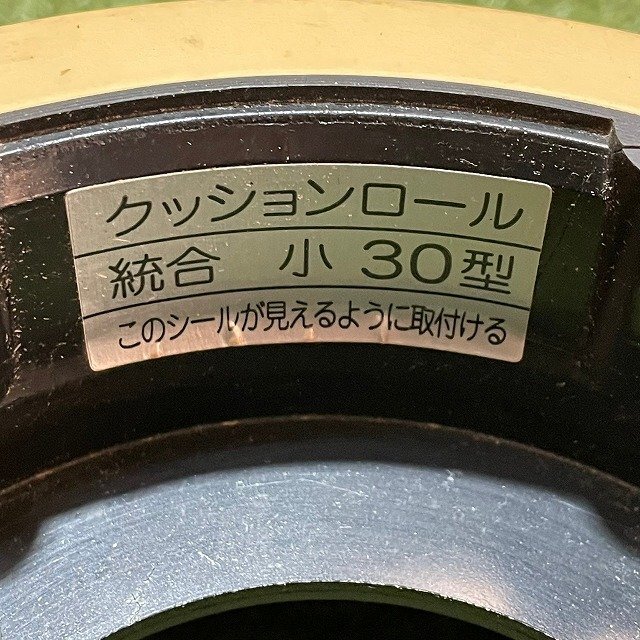 クッションロール
統合 小 30型
このシールが見えるように取付ける